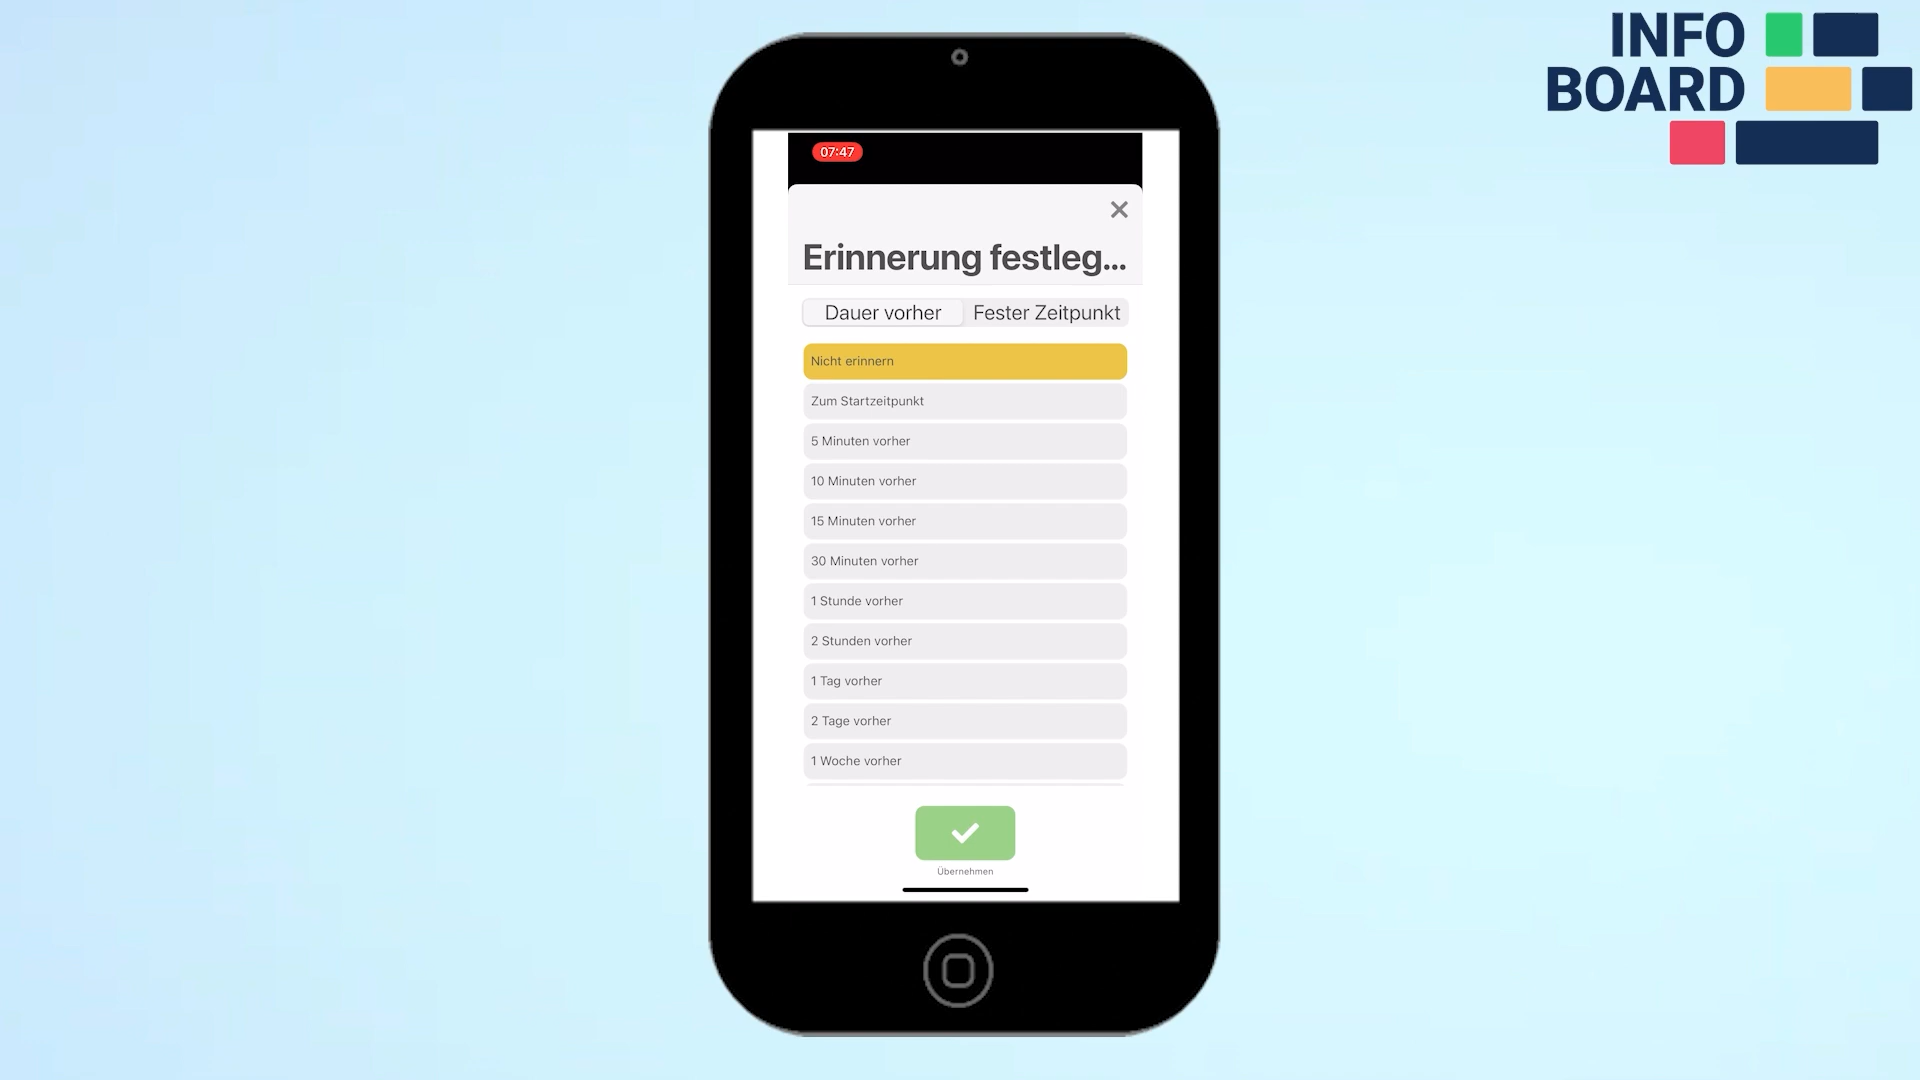 INFO
BOARD
07:47
Erinnerung festleg...
Dauer vorher
Fester Zeitpunkt
Nicht erinnern
Zum Startzeitpunkt
5 Minuten vorher
10 Minuten vorher
15 Minuten vorher
30 Minuten vorher
1 Stunde vorher
2 Stunden vorher
1 Tag vorher
2 Tage vorher
1 Woche vorher
Übernehmen